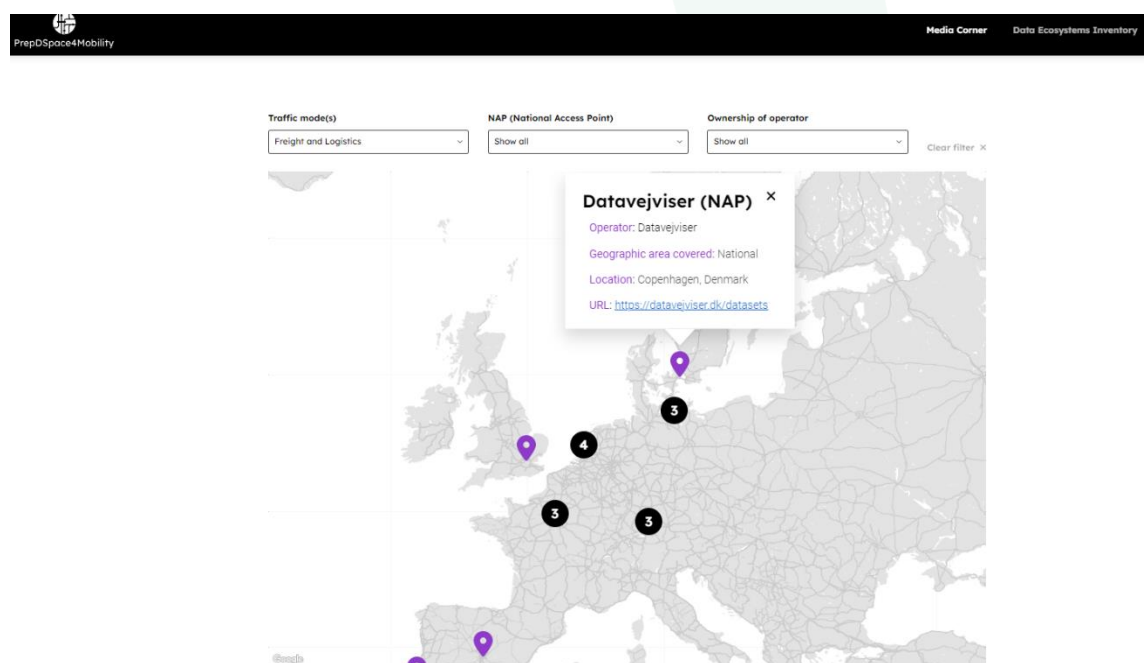 PrepDSpace4Mobility
Media Corner Data Ecosystems Inventory
Traffic mode(s) NAP (National Access Point) Ownership of operator
Freight and Logistics Show all Show all Clear filter ×
Datavejviser (NAP) ×
Operator: Datavejviser
Geographic area covered: National
Location: Copenhagen, Denmark
URL: https://datavejviser.dk/datasets
3
4
3
3
Google